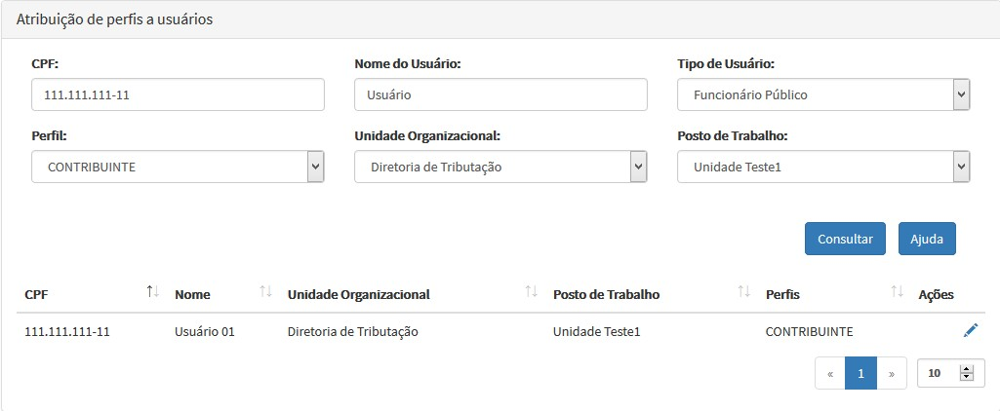 Atribuição de perfis a usuários
CPF: Nome do Usuário: Tipo de Usuário:
111.111.111-11 Usuário Funcionário Público
Perfil: Unidade Organizacional: Posto de Trabalho:
CONTRIBUINTE Diretoria de Tributação Unidade Teste1
Consultar Ajuda
CPF Nome Unidade Organizacional Posto de Trabalho Perfis Ações
111.111.111-11 Usuário 01 Diretoria de Tributação Unidade Teste1 CONTRIBUINTE
« 1 » 10